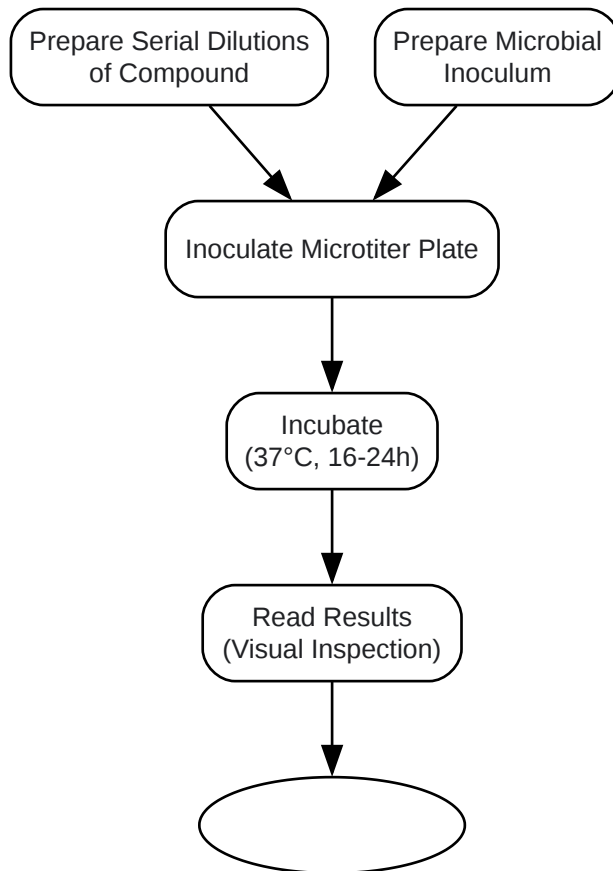 Prepare Serial Dilutions
of Compound
Prepare Microbial
Inoculum
Inoculate Microtiter Plate
Incubate
(37°C, 16-24h)
Read Results
(Visual Inspection)